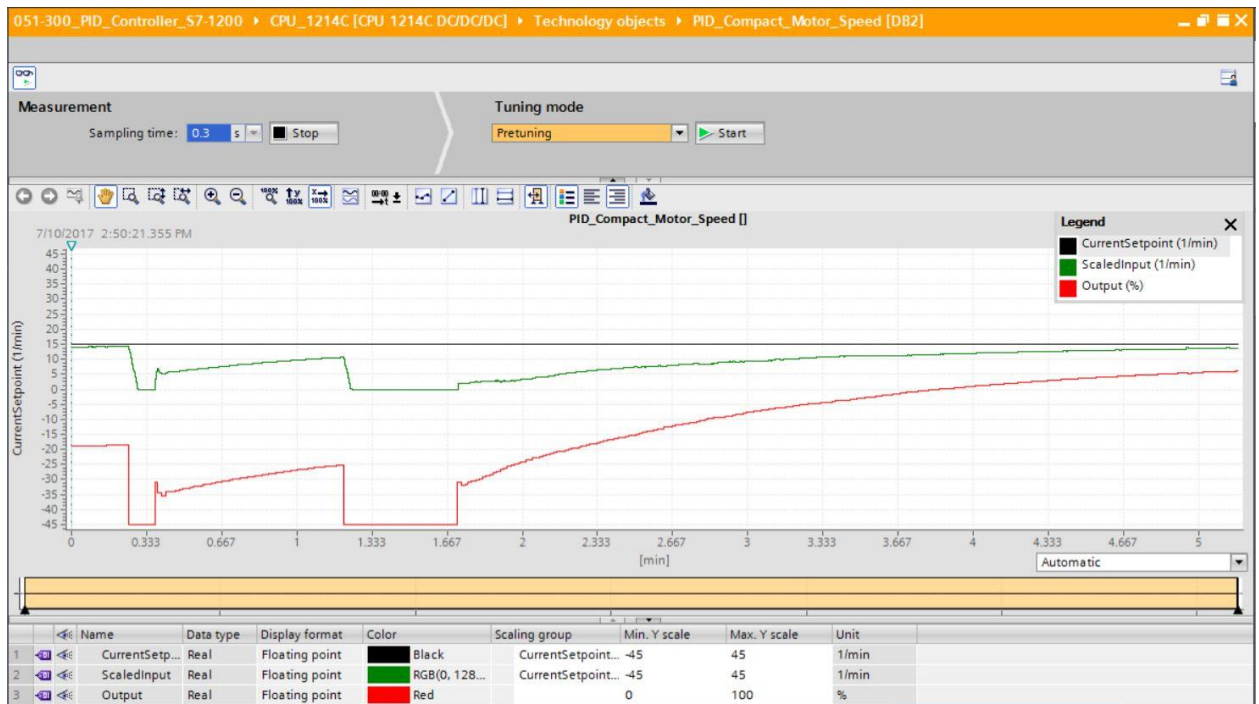 051-300_PID_Controller_S7-1200 ▸ CPU_1214C [CPU 1214C DC/DC/DC] ▸ Technology objects ▸ PID_Compact_Motor_Speed [DB2]
Measurement
Tuning mode
Sampling time: 0.3 s Stop
Pretuning Start
PID_Compact_Motor_Speed []
7/10/2017 2:50:21.355 PM
Legend
CurrentSetpoint (1/min)
ScaledInput (1/min)
Output (%)
CurrentSetpoint (1/min)
45
40
35
30
25
20
15
10
5
0
-5
-10
-15
-20
-25
-30
-35
-40
-45
0 0.333 0.667 1 1.333 1.667 2 2.333 2.667 3 3.333 3.667 4 4.333 4.667 5
[min]
Automatic
Name Data type Display format Color Scaling group Min. Y scale Max. Y scale Unit
1 CurrentSetp... Real Floating point Black CurrentSetpoint... -45 45 1/min
2 ScaledInput Real Floating point RGB(0, 128... CurrentSetpoint... -45 45 1/min
3 Output Real Floating point Red 0 100 %